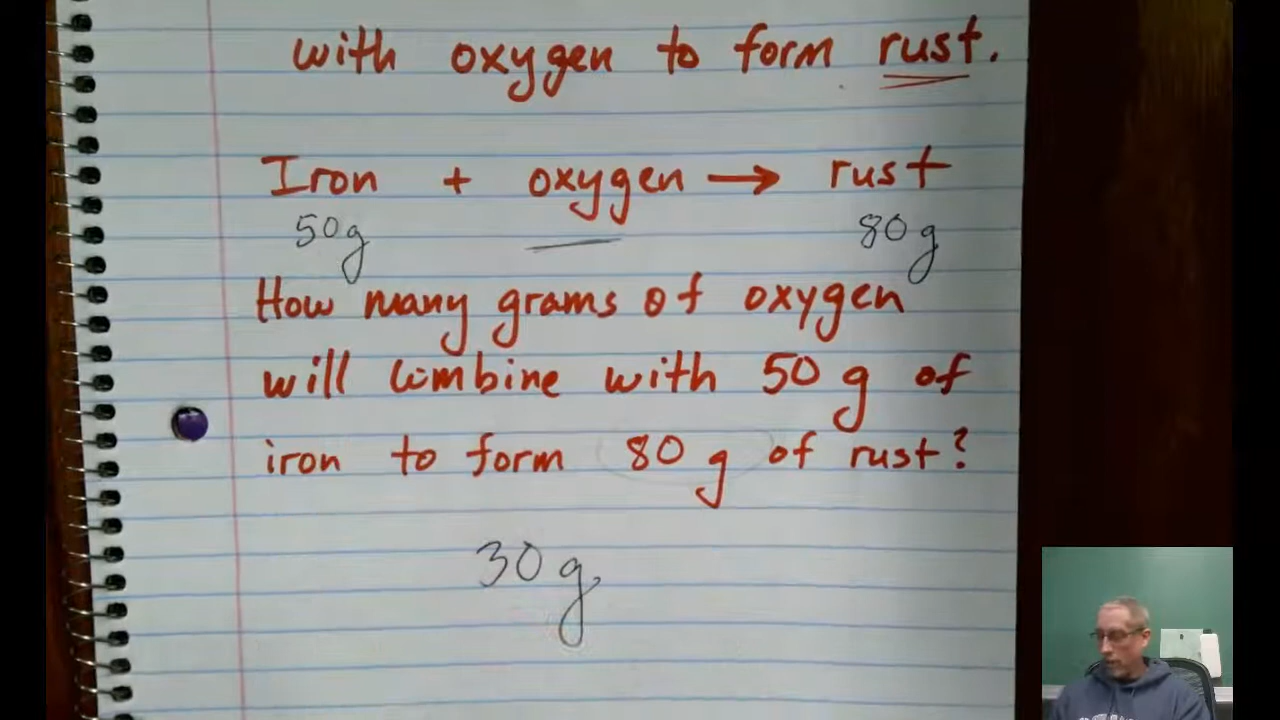 with oxygen to form rust.
Iron + oxygen → rust
50g 80g
How many grams of oxygen
will combine with 50 g of
iron to form 80 g of rust?
30 g